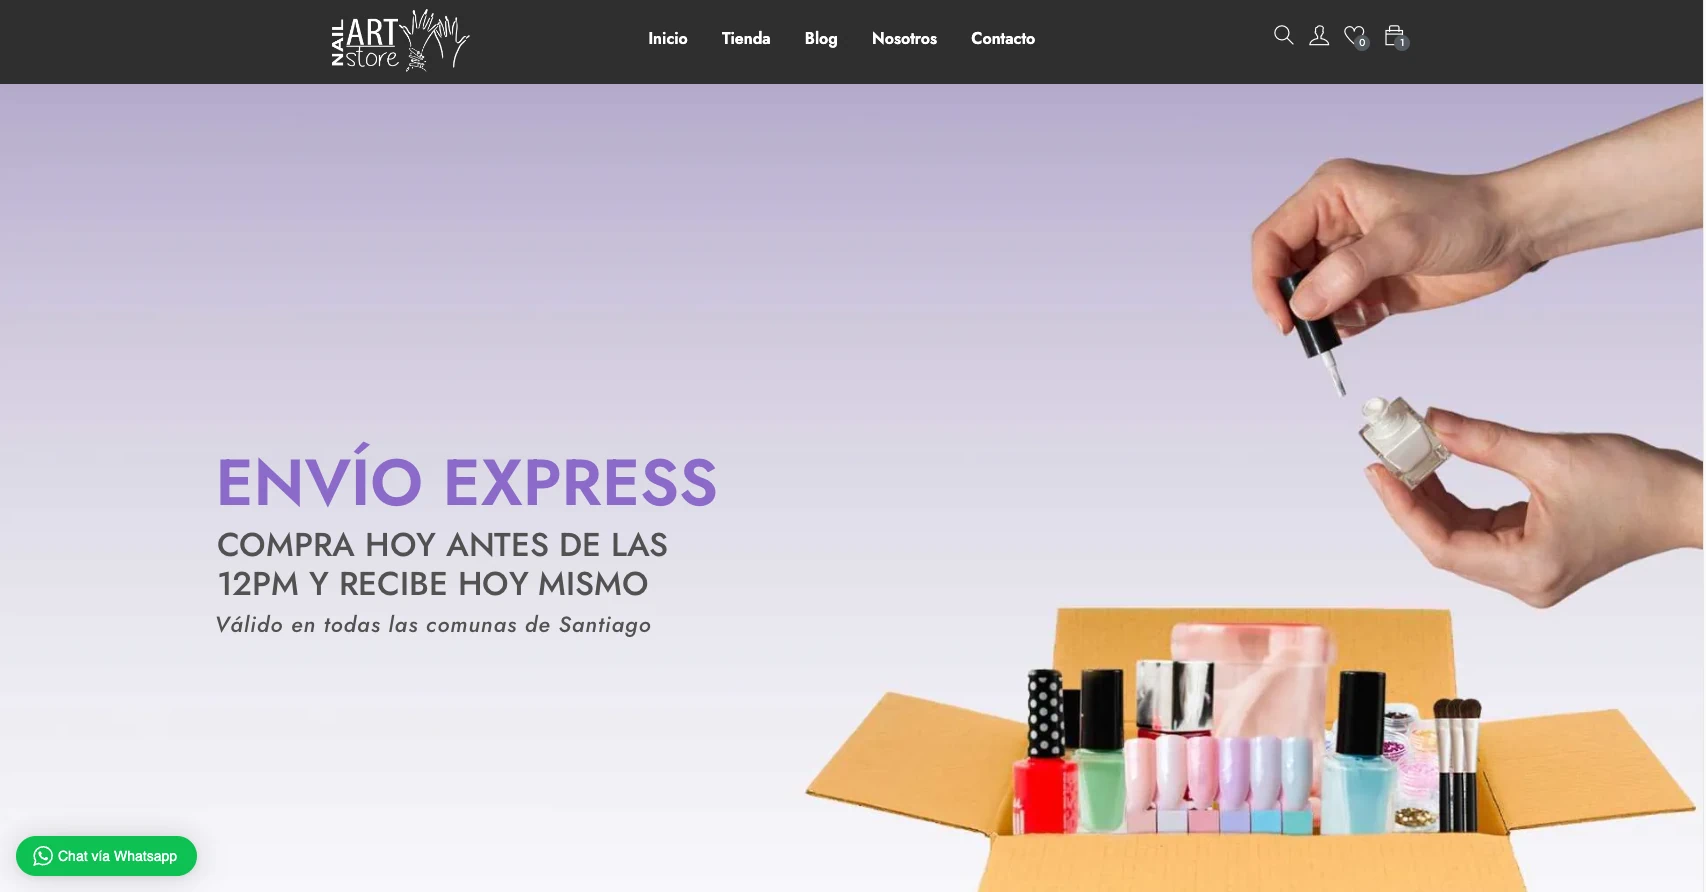 NAIL ART store
Inicio Tienda Blog Nosotros Contacto
0 1
ENVÍO EXPRESS
COMPRA HOY ANTES DE LAS
12PM Y RECIBE HOY MISMO
Válido en todas las comunas de Santiago
Chat vía Whatsapp